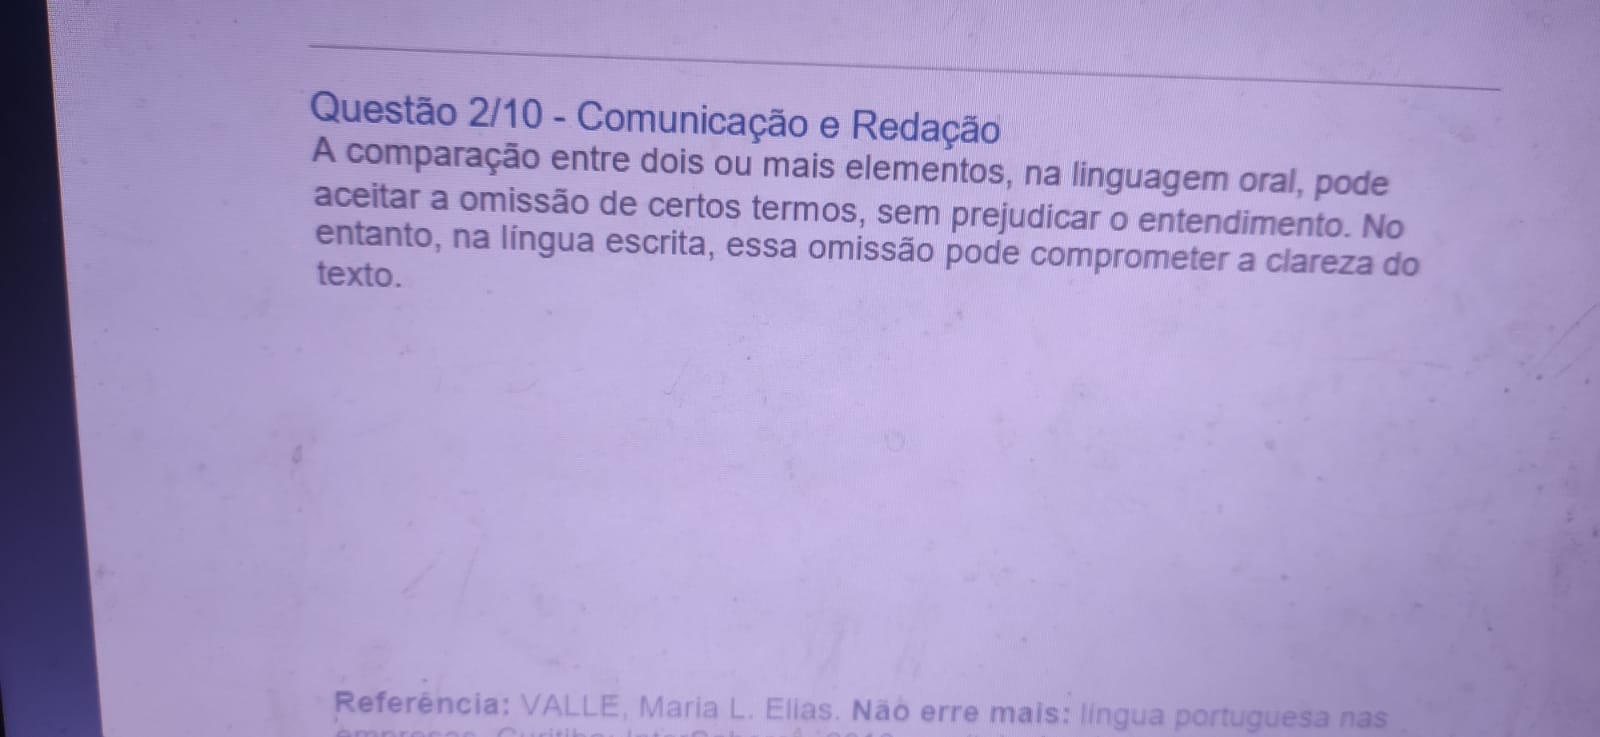 Questão 2/10 - Comunicação e Redação
A comparação entre dois ou mais elementos, na linguagem oral, pode
aceitar a omissão de certos termos, sem prejudicar o entendimento. No
entanto, na língua escrita, essa omissão pode comprometer a clareza do
texto.
Referência: VALLE, Maria L. Elias. Não erre mais: língua portuguesa nas